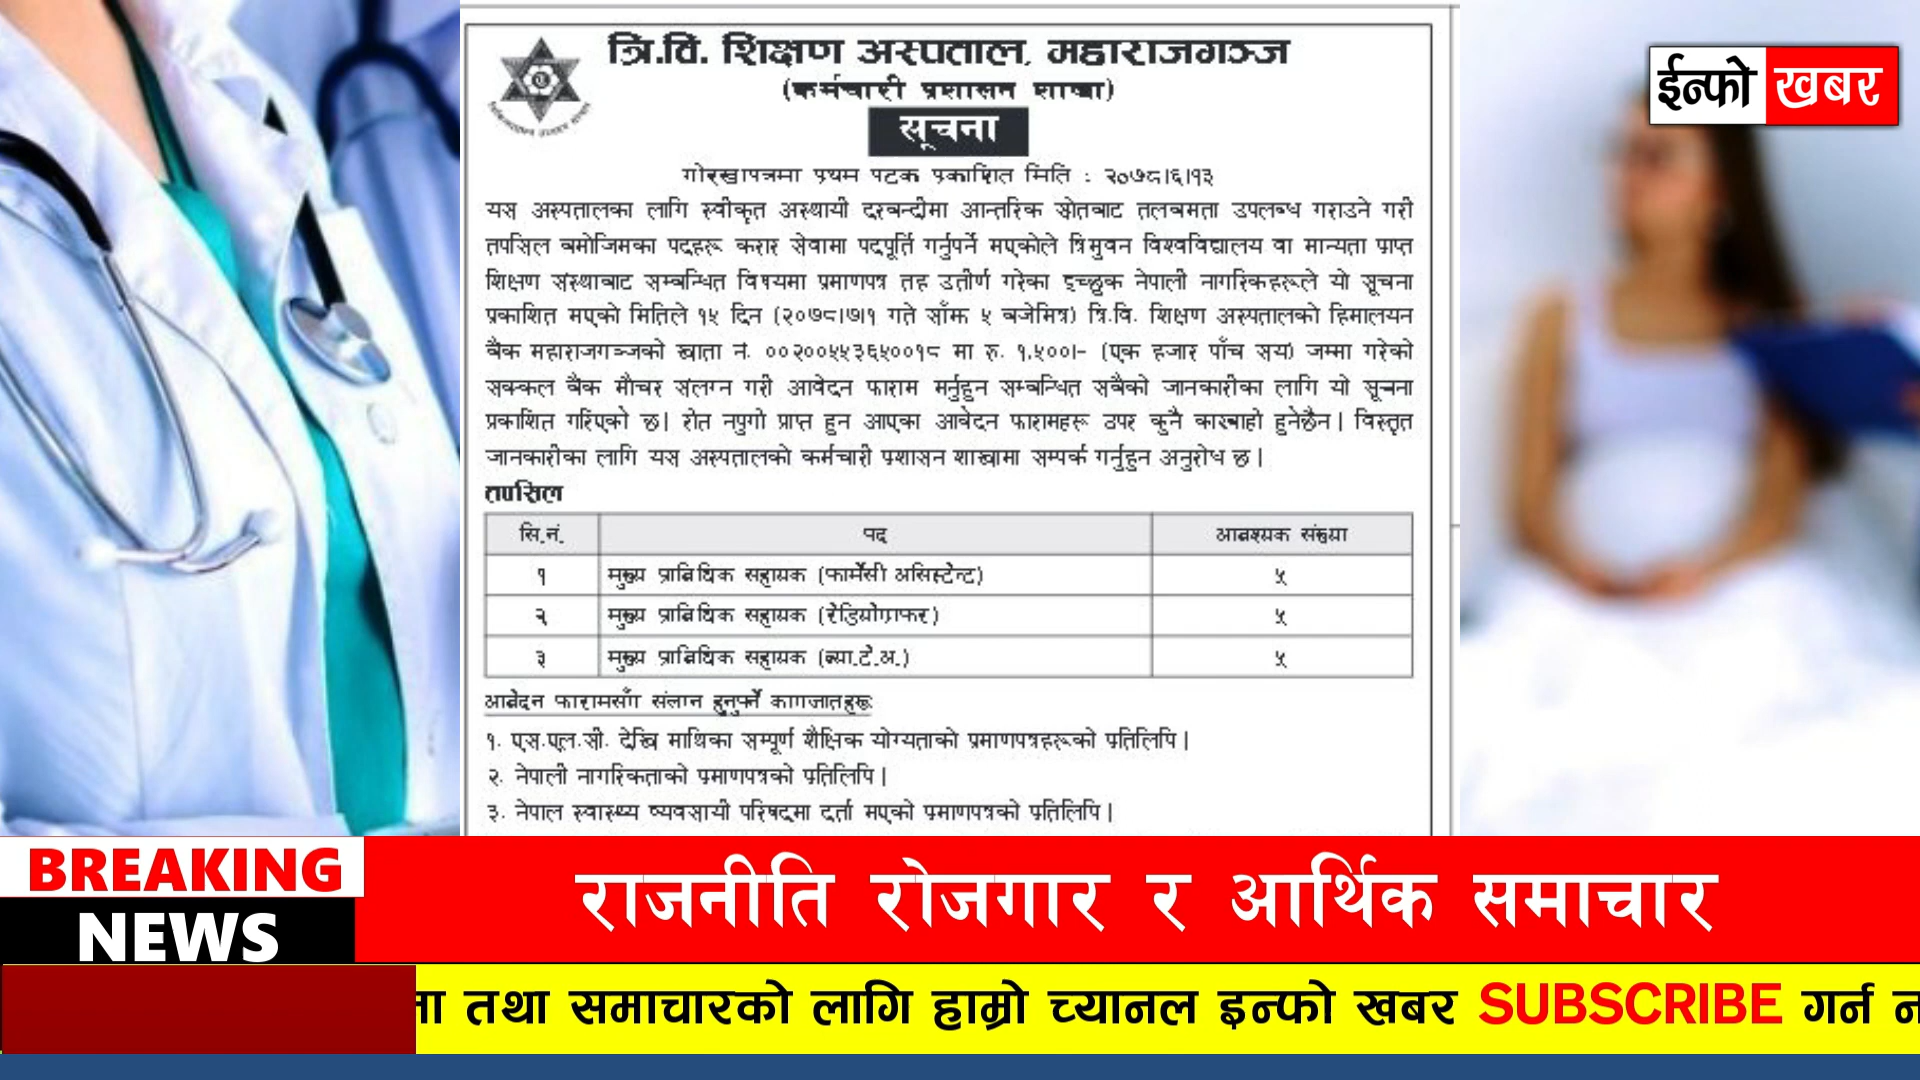 त्रि.वि. शिक्षण अस्पताल, महाराजगञ्ज
(कर्मचारी प्रशासन शाखा)
सूचना
गोरखापत्रमा प्रथम पटक प्रकाशित मिति : २०७८।६।१३
यस अस्पतालका लागि स्वीकृत अस्थायी दरबन्दीमा आन्तरिक स्रोतबाट तलबभत्ता उपलब्ध गराउने गरी
तपसिल बमोजिमका पदहरू करार सेवामा पदपूर्ति गर्नुपर्ने भएकोले त्रिभुवन विश्वविद्यालय वा मान्यता प्राप्त
शिक्षण संस्थाबाट सम्बन्धित विषयमा प्रमाणपत्र तह उत्तीर्ण गरेका इच्छुक नेपाली नागरिकहरूले यो सूचना
प्रकाशित भएको मितिले १५ दिन (२०७८।७।१ गते साँझ ५ बजेभित्र) त्रि.वि. शिक्षण अस्पतालको हिमालयन
बैंक महाराजगञ्जको खाता नं. ००२००५५३६५००१८ मा रु. १,५००।– (एक हजार पाँच सय) जम्मा गरेको
सक्कल बैंक भौचर संलग्न गरी आवेदन फाराम भर्नुहुन सम्बन्धित सबैको जानकारीका लागि यो सूचना
प्रकाशित गरिएको छ। रीत नपुगी प्राप्त हुन आएका आवेदन फारामहरू उपर कुनै कारबाही हुनेछैन। विस्तृत
जानकारीका लागि यस अस्पतालको कर्मचारी प्रशासन शाखामा सम्पर्क गर्नुहुन अनुरोध छ।
तपसिल
सि.नं. पद आवश्यक संख्या
१ मुख्य प्राविधिक सहायक (फार्मेसी असिस्टेन्ट) ५
२ मुख्य प्राविधिक सहायक (रेडियोग्राफर) ५
३ मुख्य प्राविधिक सहायक (ल्या.टे.अ.) ५
आवेदन फारामसँग संलग्न हुनुपर्ने कागजातहरू:
१. एस.एल.सी. देखि माथिका सम्पूर्ण शैक्षिक योग्यताको प्रमाणपत्रहरूको प्रतिलिपि।
२. नेपाली नागरिकताको प्रमाणपत्रको प्रतिलिपि।
३. नेपाल स्वास्थ्य व्यवसायी परिषदमा दर्ता भएको प्रमाणपत्रको प्रतिलिपि।
ईन्फो खबर
BREAKING
NEWS
राजनीति रोजगार र आर्थिक समाचार
तथा समाचारको लागि हाम्रो च्यानल इन्फो खबर SUBSCRIBE गर्न